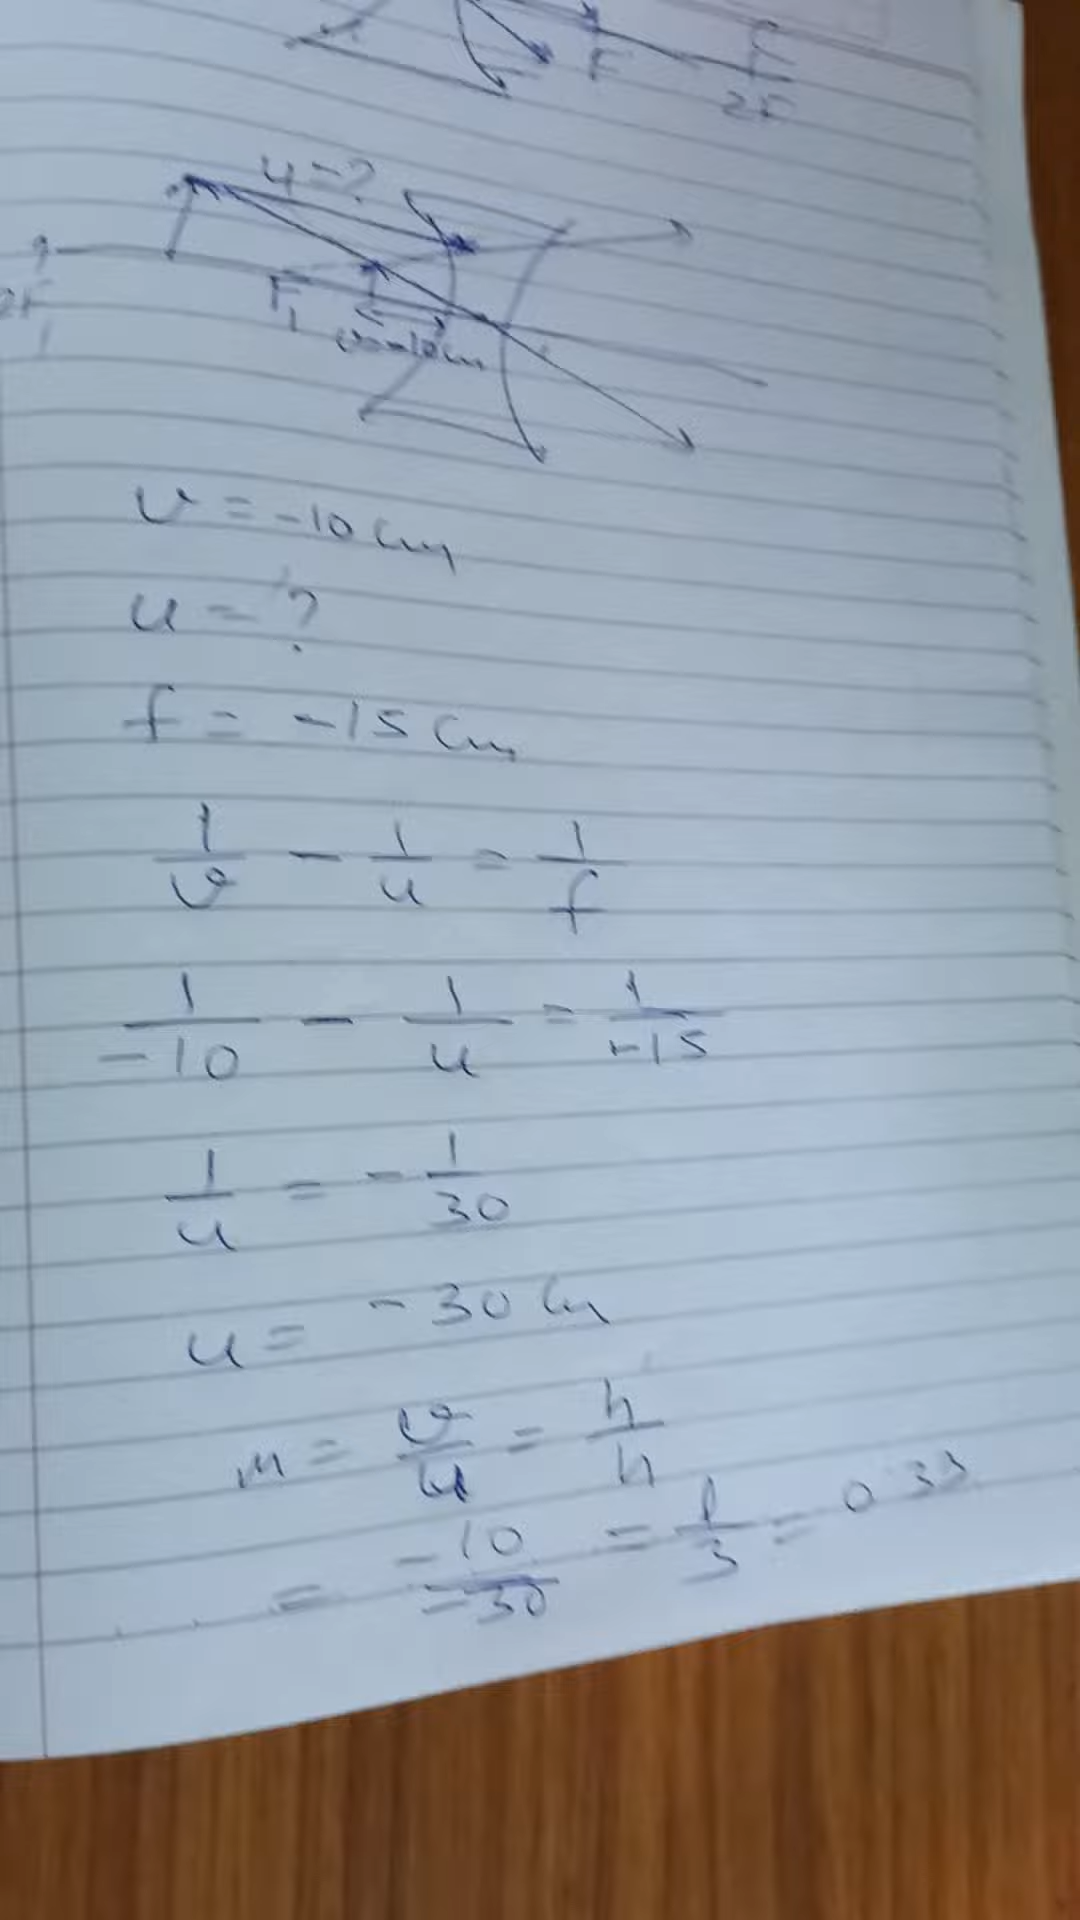 F
2F
u=?
2F1
F1
v=-10cm
v = -10 cm
u = ?
f = -15 cm
1/v - 1/u = 1/f
1/-10 - 1/u = 1/-15
1/u = -1/30
u = -30 cm
m = v/u = h'/h
= -10/-30 = 1/3 = 0.33